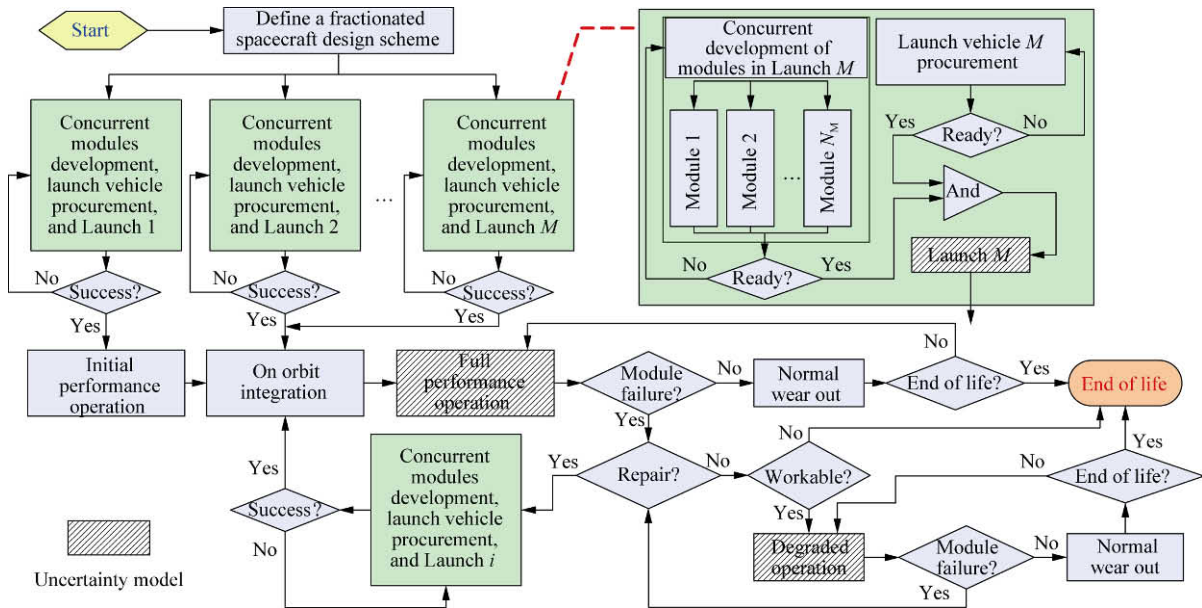 Start
Define a fractionated
spacecraft design scheme
Concurrent
modules
development,
launch vehicle
procurement,
and Launch 1
Concurrent
modules
development,
launch vehicle
procurement,
and Launch 2
...
Concurrent
modules
development,
launch vehicle
procurement,
and Launch M
No
Success?
Yes
No
Success?
Yes
No
Success?
Yes
Concurrent
development of
modules in Launch M
Module 1
Module 2
...
Module N_M
No
Ready?
Yes
Launch vehicle M
procurement
Yes
Ready?
No
And
Launch M
Initial
performance
operation
On orbit
integration
Full
performance
operation
Module
failure?
No
Yes
Normal
wear out
No
End of life?
Yes
End of life
Yes
Success?
No
Concurrent
modules
development,
launch vehicle
procurement,
and Launch i
Yes
Repair?
No
No
Workable?
Yes
Degraded
operation
Module
failure?
No
Yes
Normal
wear out
No
End of life?
Yes
Uncertainty model